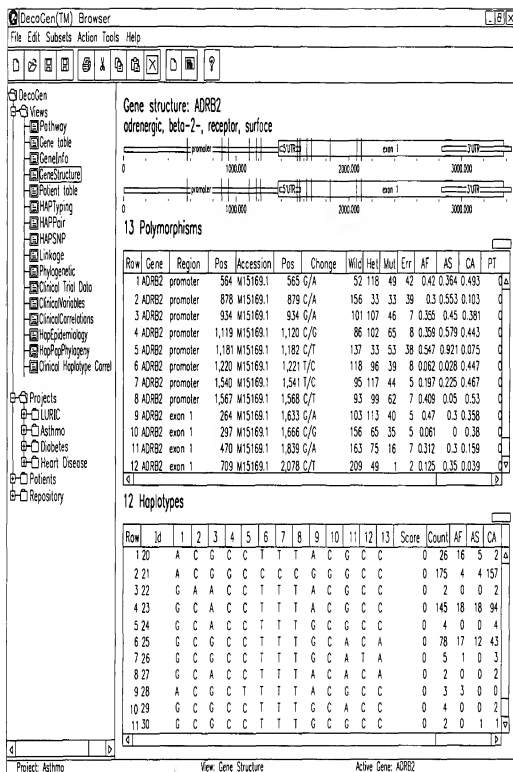 DecoGen(TM) Browser
File Edit Subsets Action Tools Help
DecoGen
Views
Pathway
Gene table
GeneInfo
GeneStructure
Patient table
HAPTyping
HAPPair
HAPSNP
Linkage
Phylogenetic
Clinical Trial Data
ClinicalVariables
ClinicalCorrelations
HapEpidemiology
HapPopPhylogeny
Clinical Haplotype Correl
Projects
LURIC
Asthma
Diabetes
Heart Disease
Patients
Repository
Gene structure: ADRB2
adrenergic, beta-2-, receptor, surface
promoter <5'UTR> exon 1 3'UTR
0 1000.000 2000.000 3000.000
promoter <5'UTR> exon 1 3'UTR
0 1000.000 2000.000 3000.000
13 Polymorphisms
Row Gene Region Pos Accession Pos Change Wild Het Mut Err AF AS CA PT
1 ADRB2 promoter 564 M15169.1 565 G/A 52 118 49 42 0.42 0.364 0.493 0
2 ADRB2 promoter 878 M15169.1 879 C/A 156 33 33 39 0.3 0.553 0.103 0
3 ADRB2 promoter 934 M15169.1 934 G/A 101 107 46 7 0.355 0.45 0.381 0
4 ADRB2 promoter 1,119 M15169.1 1,120 C/G 86 102 65 8 0.359 0.579 0.443 0
5 ADRB2 promoter 1,181 M15169.1 1,182 C/T 137 33 53 38 0.547 0.921 0.075 0
6 ADRB2 promoter 1,220 M15169.1 1,221 T/C 118 96 39 8 0.062 0.028 0.447 0
7 ADRB2 promoter 1,540 M15169.1 1,541 T/C 95 117 44 5 0.197 0.225 0.467 0
8 ADRB2 promoter 1,567 M15169.1 1,568 C/T 93 99 62 7 0.409 0.05 0.53 0
9 ADRB2 exon 1 264 M15169.1 1,633 G/A 103 113 40 5 0.47 0.3 0.358 0
10 ADRB2 exon 1 297 M15169.1 1,666 C/G 156 65 35 5 0.061 0 0.38 0
11 ADRB2 exon 1 470 M15169.1 1,839 G/A 163 75 16 7 0.312 0.3 0.159 0
12 ADRB2 exon 1 709 M15169.1 2,078 C/T 209 49 1 2 0.125 0.35 0.039 0
12 Haplotypes
Row Id 1 2 3 4 5 6 7 8 9 10 11 12 13 Score Count AF AS CA
1 20 A C G C C T T T A C G C C 0 26 16 5 2
2 21 A C G G C C C C G G G C C 0 175 4 4 157
3 22 G A A C C T T T A C G C C 0 2 0 0 2
4 23 G C A C C T T T A C G C C 0 145 18 18 94
5 24 G C A C C T T T G C G C C 0 4 0 0 4
6 25 G C G C C T T T G C A C A 0 78 17 12 43
7 26 G C G C C T T T G C A T A 0 5 1 0 3
8 27 G C A C C T T T A C A C A 0 2 0 0 2
9 28 A C G C T T T T A C G C C 0 3 3 0 0
10 29 G C G C C T T T G C A C C 0 4 0 0 2
11 30 G C G C C T T T G C G C C 0 2 0 1 1
Project: Asthma View: Gene Structure Active Gene: ADRB2